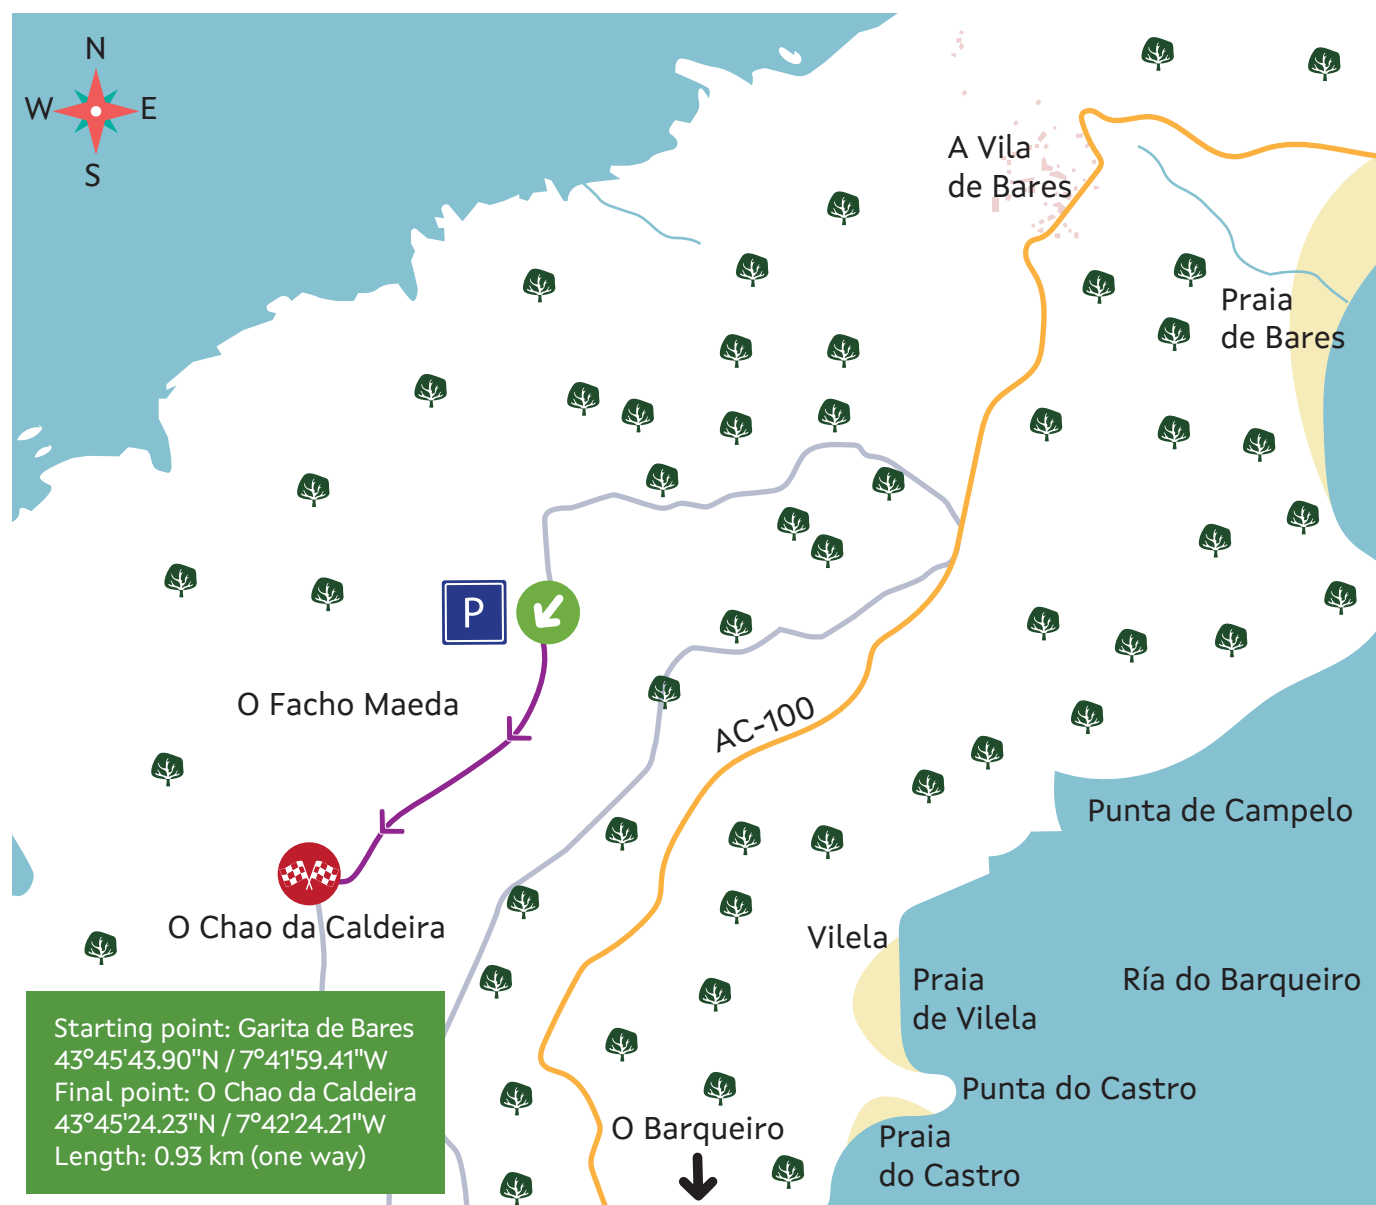 N
W
E
S
A Vila
de Bares
Praia
de Bares
P
O Facho Maeda
AC-100
Punta de Campelo
O Chao da Caldeira
Vilela
Praia
de Vilela
Ría do Barqueiro
Starting point: Garita de Bares
43°45'43.90"N / 7°41'59.41"W
Final point: O Chao da Caldeira
43°45'24.23"N / 7°42'24.21"W
Length: 0.93 km (one way)
Punta do Castro
O Barqueiro
Praia
do Castro